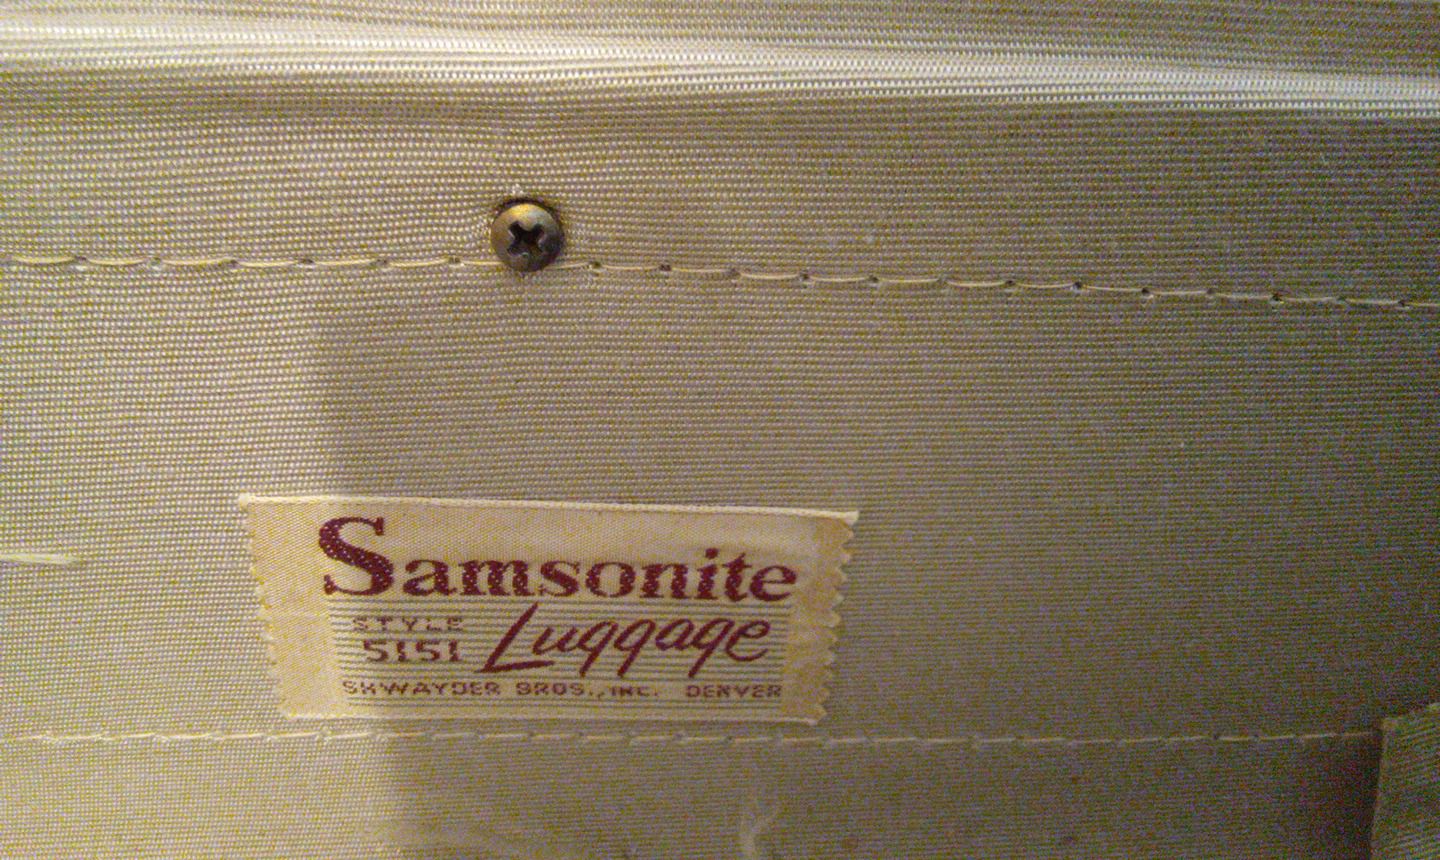 Samsonite
STYLE
5151
Luggage
SHWAYDER BROS., INC. DENVER